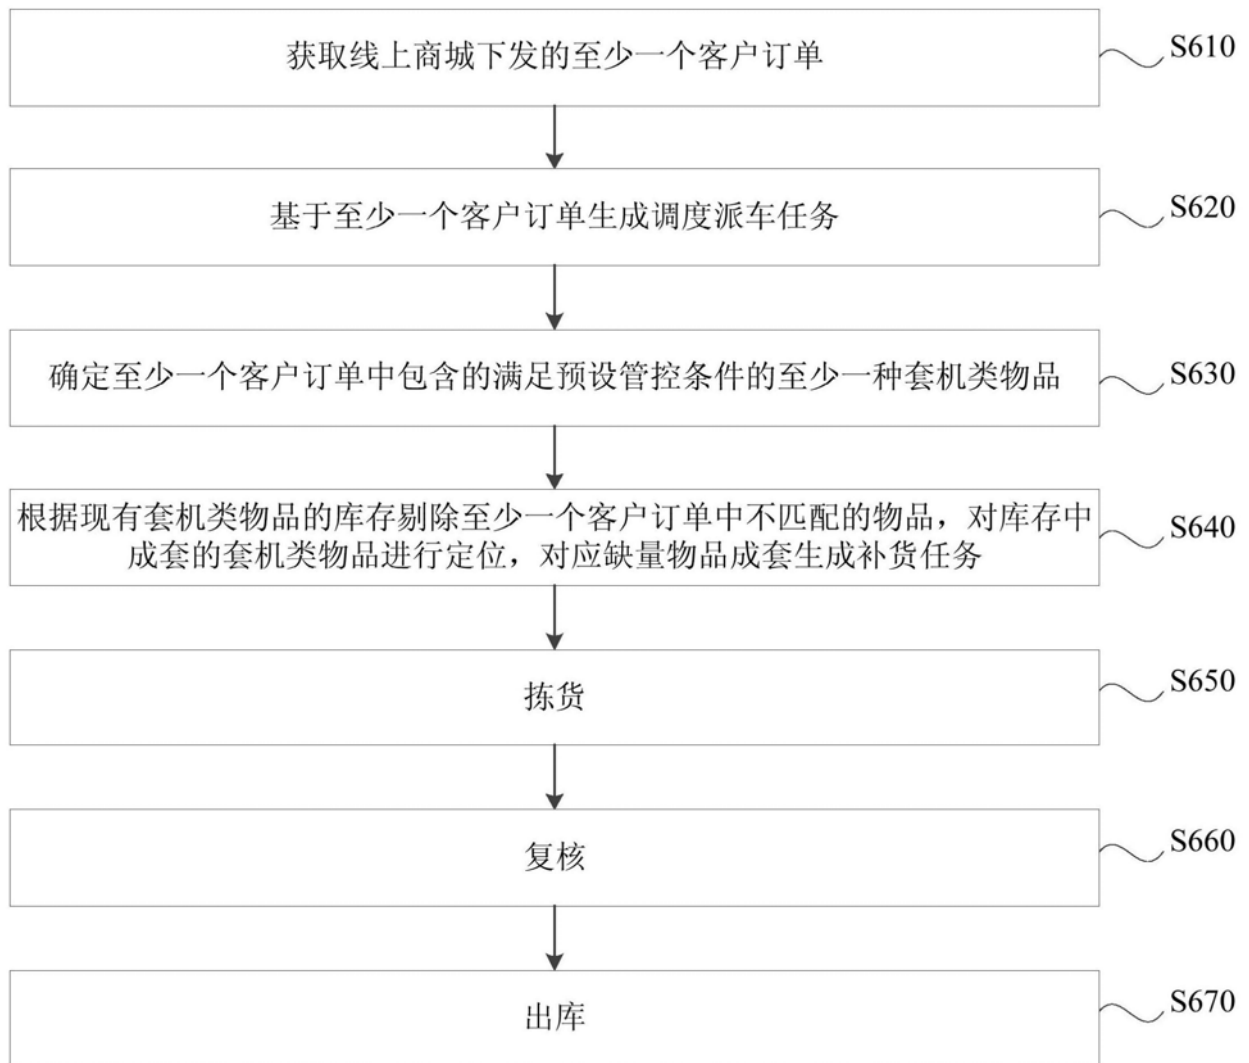 获取线上商城下发的至少一个客户订单
S610
基于至少一个客户订单生成调度派车任务
S620
确定至少一个客户订单中包含的满足预设管控条件的至少一种套机类物品
S630
根据现有套机类物品的库存剔除至少一个客户订单中不匹配的物品，对库存中
成套的套机类物品进行定位，对应缺量物品成套生成补货任务
S640
拣货
S650
复核
S660
出库
S670